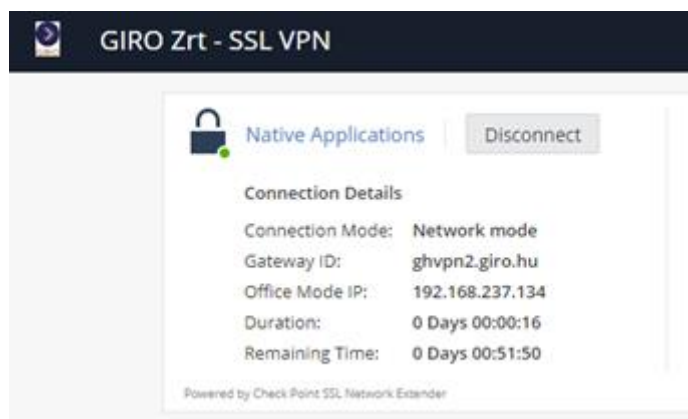 GIRO Zrt - SSL VPN
Native Applications Disconnect
Connection Details
Connection Mode: Network mode
Gateway ID: ghvpn2.giro.hu
Office Mode IP: 192.168.237.134
Duration: 0 Days 00:00:16
Remaining Time: 0 Days 00:51:50
Powered by Check Point SSL Network Extender